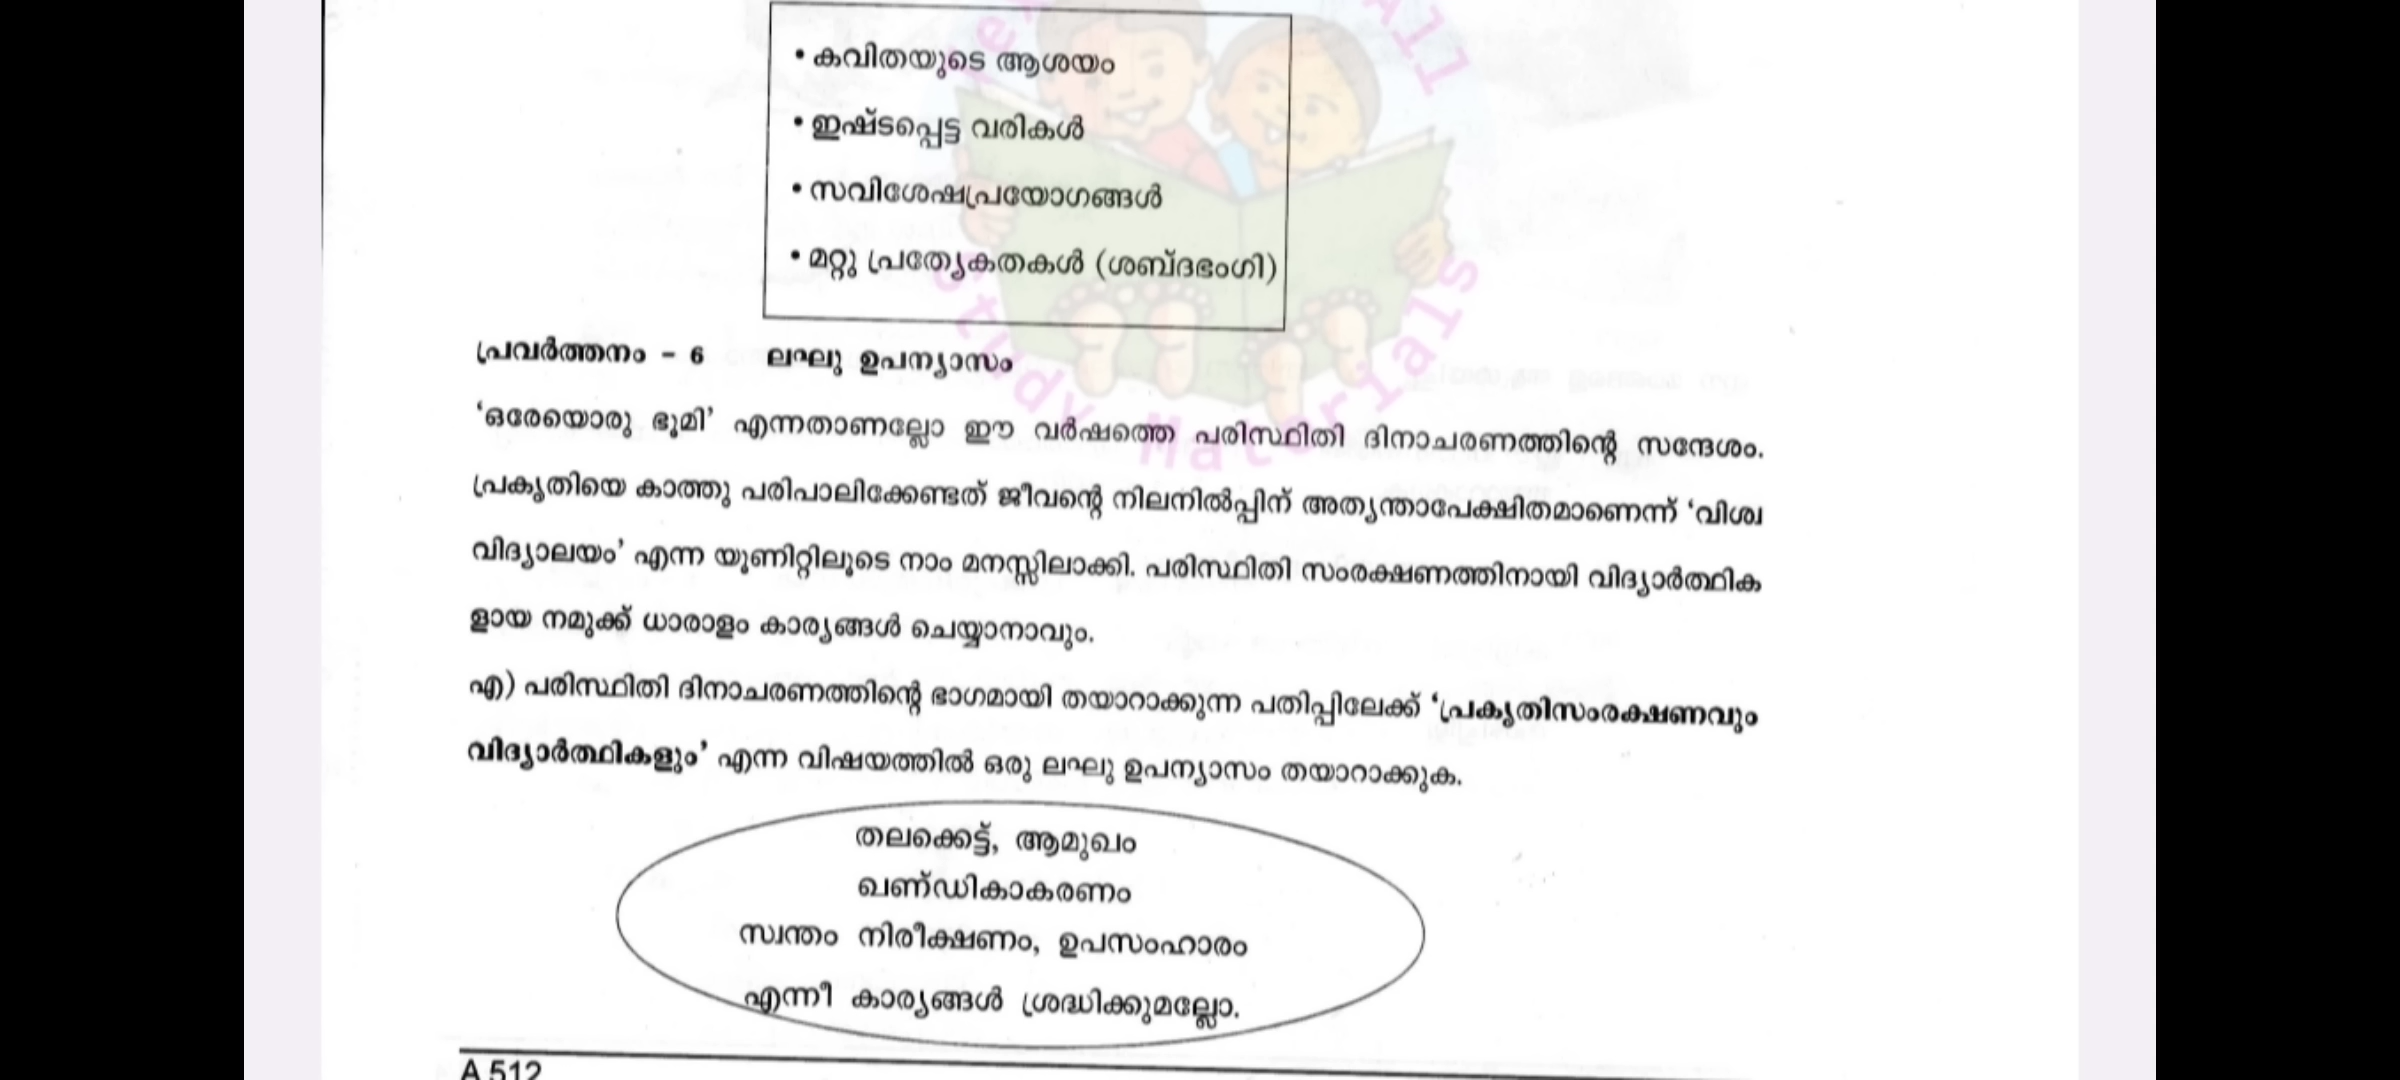 • കവിതയുടെ ആശയം
• ഇഷ്ടപ്പെട്ട വരികൾ
• സവിശേഷപ്രയോഗങ്ങൾ
• മറ്റു പ്രത്യേകതകൾ (ശബ്ദഭംഗി)
പ്രവർത്തനം - 6 ലഘു ഉപന്യാസം
‘ഒരേയൊരു ഭൂമി’ എന്നതാണല്ലോ ഈ വർഷത്തെ പരിസ്ഥിതി ദിനാചരണത്തിന്റെ സന്ദേശം.
പ്രകൃതിയെ കാത്തു പരിപാലിക്കേണ്ടത് ജീവന്റെ നിലനിൽപ്പിന് അത്യന്താപേക്ഷിതമാണെന്ന് ‘വിശ്വ
വിദ്യാലയം’ എന്ന യൂണിറ്റിലൂടെ നാം മനസ്സിലാക്കി. പരിസ്ഥിതി സംരക്ഷണത്തിനായി വിദ്യാർത്ഥിക
ളായ നമുക്ക് ധാരാളം കാര്യങ്ങൾ ചെയ്യാനാവും.
എ) പരിസ്ഥിതി ദിനാചരണത്തിന്റെ ഭാഗമായി തയാറാക്കുന്ന പതിപ്പിലേക്ക് ‘പ്രകൃതിസംരക്ഷണവും
വിദ്യാർത്ഥികളും’ എന്ന വിഷയത്തിൽ ഒരു ലഘു ഉപന്യാസം തയാറാക്കുക.
തലക്കെട്ട്, ആമുഖം
ഖണ്ഡികാകരണം
സ്വന്തം നിരീക്ഷണം, ഉപസംഹാരം
എന്നീ കാര്യങ്ങൾ ശ്രദ്ധിക്കുമല്ലോ.
A 512
Study Materials